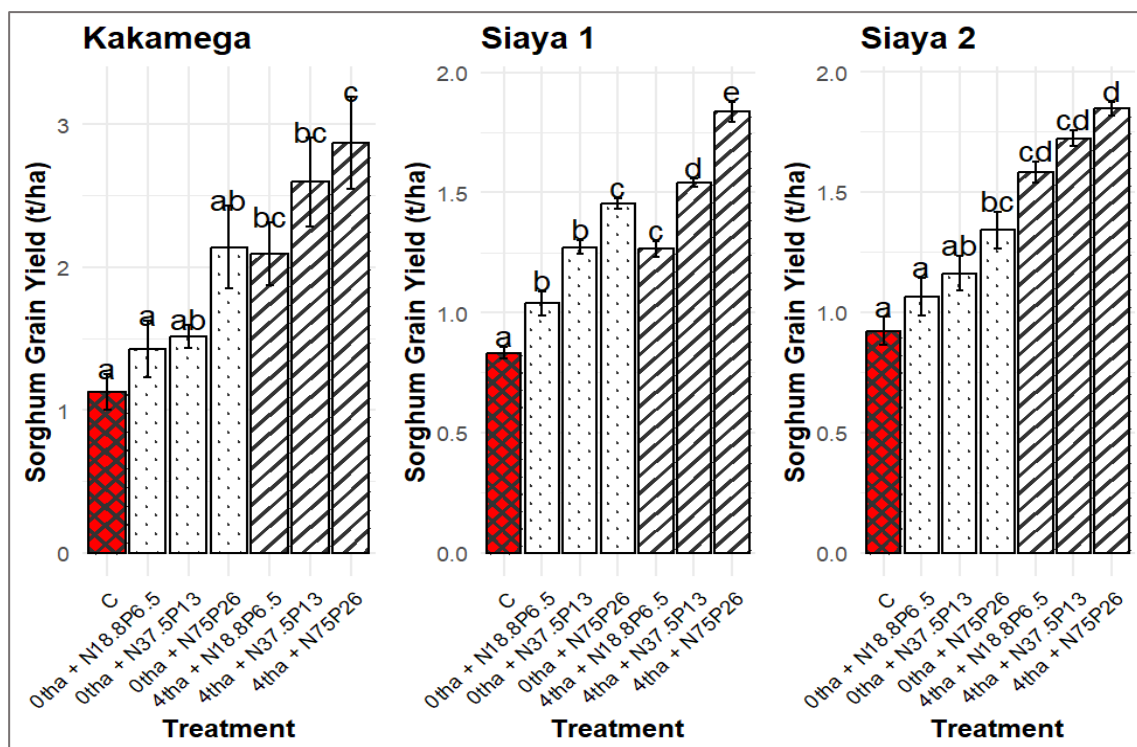 Kakamega
Sorghum Grain Yield (t/ha)
3
2
1
0
a
a
ab
ab
bc
bc
c
C
0tha + N18.8P6.5
0tha + N37.5P13
0tha + N75P26
4tha + N18.8P6.5
4tha + N37.5P13
4tha + N75P26
Treatment
Siaya 1
Sorghum Grain Yield (t/ha)
2.0
1.5
1.0
0.5
0.0
a
b
b
c
c
d
e
C
0tha + N18.8P6.5
0tha + N37.5P13
0tha + N75P26
4tha + N18.8P6.5
4tha + N37.5P13
4tha + N75P26
Treatment
Siaya 2
Sorghum Grain Yield (t/ha)
2.0
1.5
1.0
0.5
0.0
a
a
ab
bc
cd
cd
d
C
0tha + N18.8P6.5
0tha + N37.5P13
0tha + N75P26
4tha + N18.8P6.5
4tha + N37.5P13
4tha + N75P26
Treatment